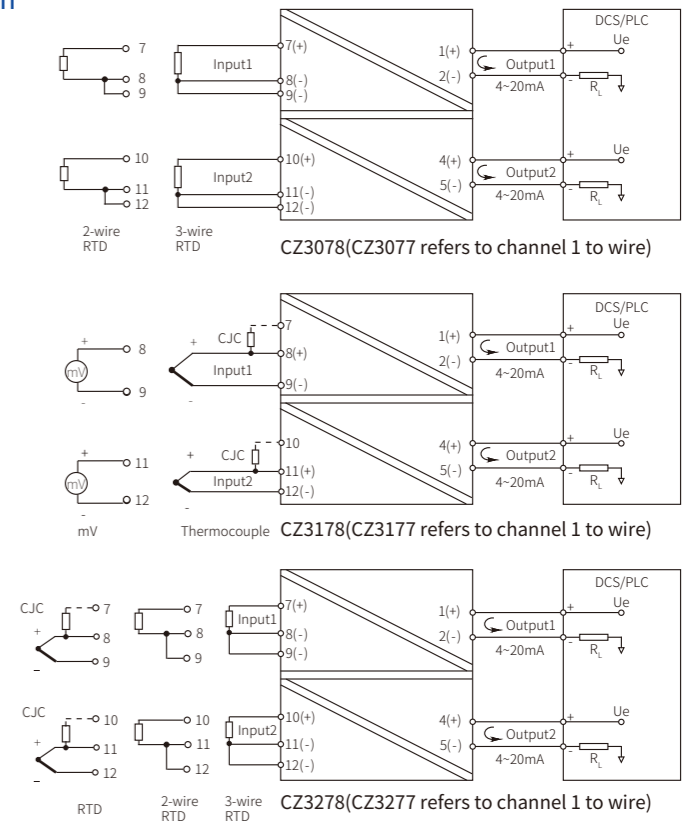 DCS/PLC
7
7(+)
1(+)
+
Ue
Input1
Output1
8
8(-)
2(-)
9
9(-)
4~20mA
-
RL
10
10(+)
4(+)
+
Ue
Input2
Output2
11
11(-)
5(-)
12
12(-)
4~20mA
-
RL
2-wire
RTD
3-wire
RTD
CZ3078(CZ3077 refers to channel 1 to wire)
DCS/PLC
7
1(+)
+
Ue
+
8
+
CJC
8(+)
Output1
mV
Input1
2(-)
9
9(-)
4~20mA
-
RL
-
-
10
4(+)
+
Ue
+
11
+
CJC
11(+)
Output2
mV
Input2
5(-)
12
12(-)
4~20mA
-
RL
-
-
mV
Thermocouple
CZ3178(CZ3177 refers to channel 1 to wire)
DCS/PLC
CJC
7
7
7(+)
1(+)
+
Ue
+
8
8
Input1
8(-)
Output1
2(-)
–
9
9
9(-)
4~20mA
-
RL
CJC
10
10
10(+)
4(+)
+
Ue
+
11
11
Input2
11(-)
Output2
5(-)
–
12
12
12(-)
4~20mA
-
RL
RTD
2-wire
RTD
3-wire
RTD
CZ3278(CZ3277 refers to channel 1 to wire)